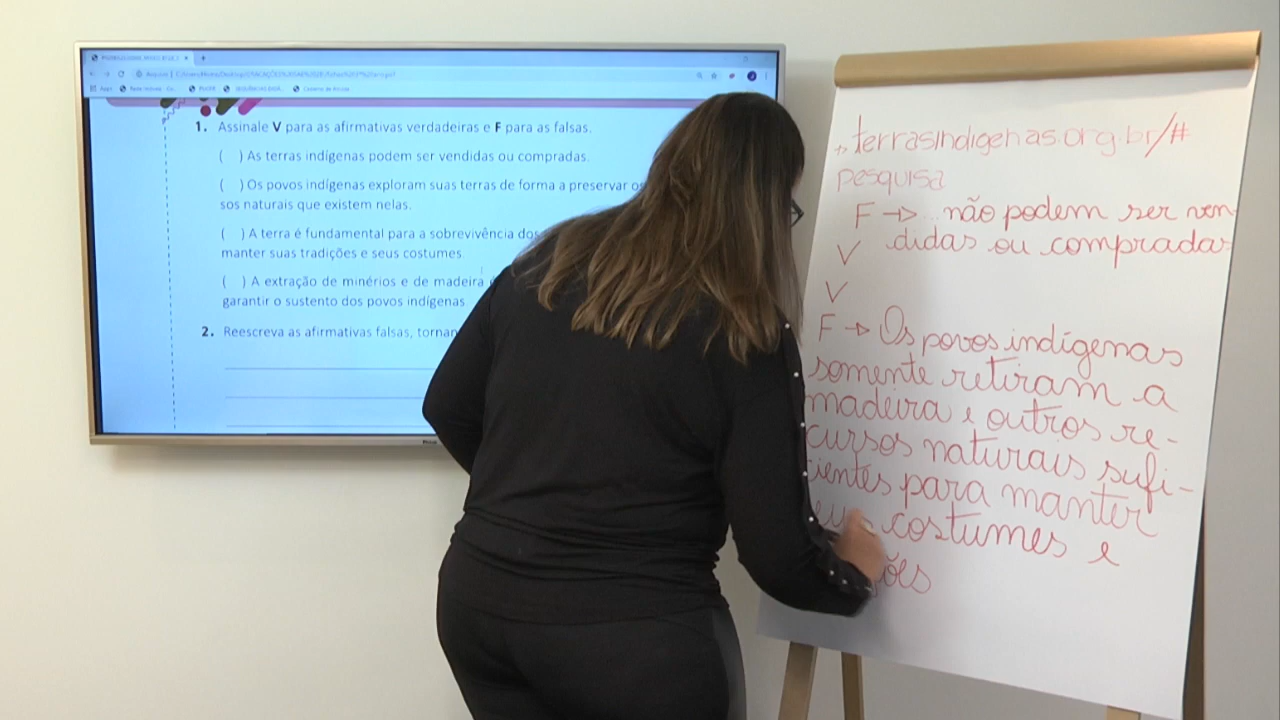 1. Assinale V para as afirmativas verdadeiras e F para as falsas.
( ) As terras indígenas podem ser vendidas ou compradas.
( ) Os povos indígenas exploram suas terras de forma a preservar os
sos naturais que existem nelas.
( ) A terra é fundamental para a sobrevivência dos
manter suas tradições e seus costumes.
( ) A extração de minérios e de madeira
garantir o sustento dos povos indígenas.
2. Reescreva as afirmativas falsas,
terrasindigenas.org.br/#
pesquisa
F → ... não podem ser ven
didas ou compradas
V
V
F → Os povos indígenas
somente retiram a
madeira e outros re-
cursos naturais sufi-
cientes para manter
costumes e
ões